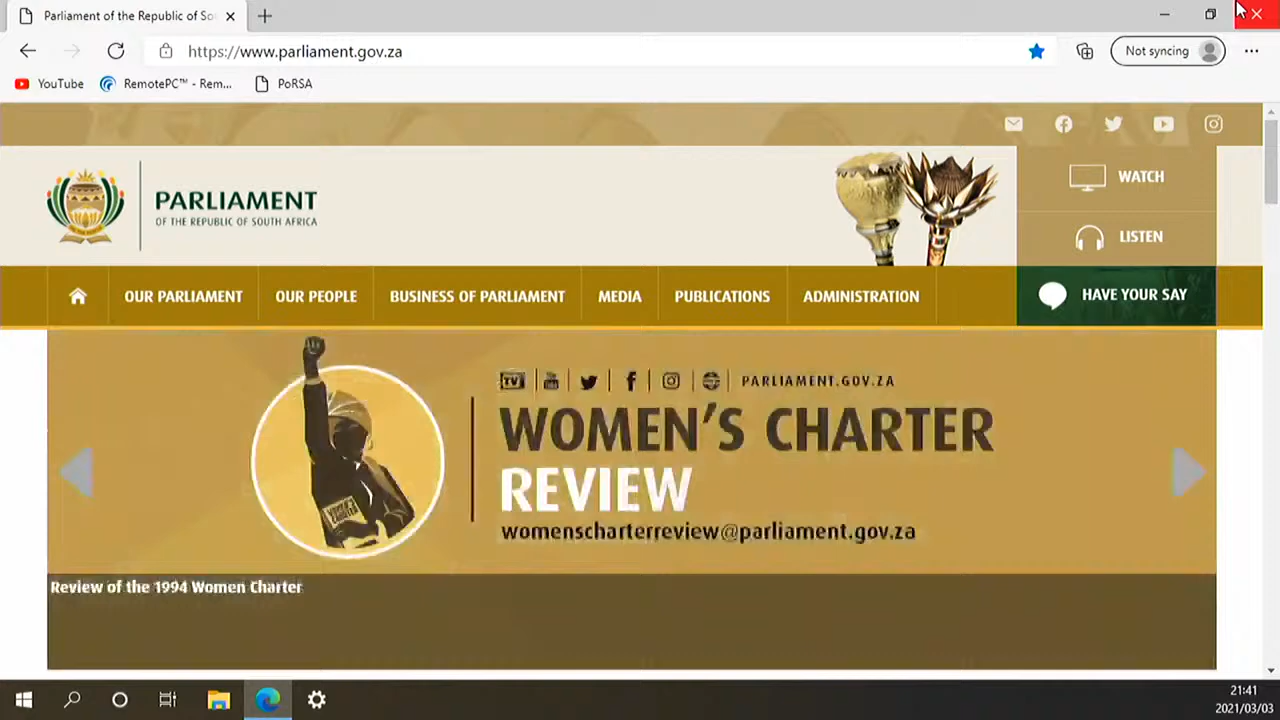 Parliament of the Republic of So
https://www.parliament.gov.za
Not syncing
YouTube
RemotePC™ - Rem...
PoRSA
PARLIAMENT
OF THE REPUBLIC OF SOUTH AFRICA
WATCH
LISTEN
OUR PARLIAMENT
OUR PEOPLE
BUSINESS OF PARLIAMENT
MEDIA
PUBLICATIONS
ADMINISTRATION
HAVE YOUR SAY
TV
PARLIAMENT.GOV.ZA
WOMEN'S CHARTER
REVIEW
womenscharterreview@parliament.gov.za
WOMEN'S
CHARTER
Review of the 1994 Women Charter
21:41
2021/03/03